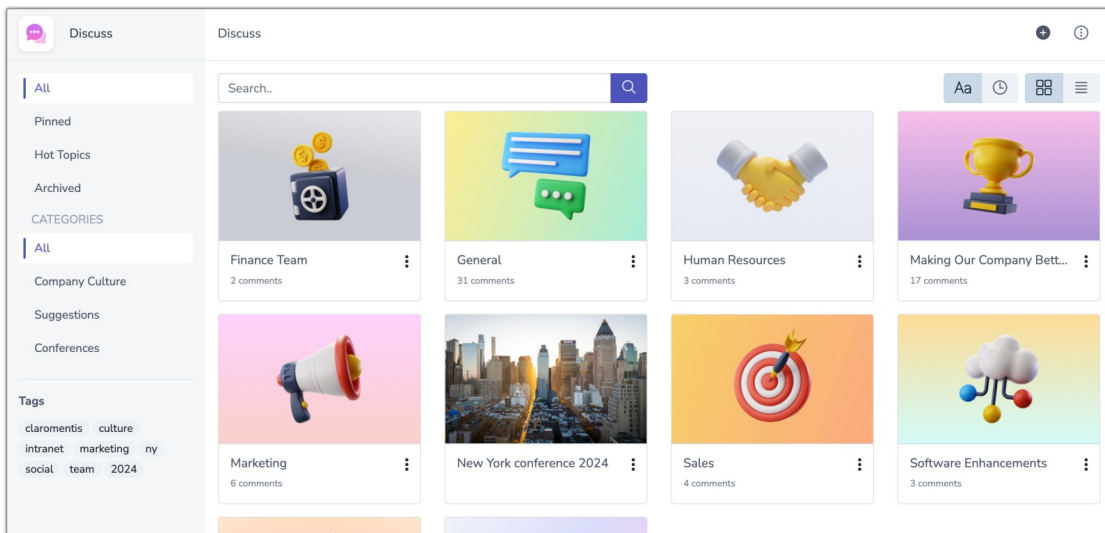 Discuss
Discuss
All
Pinned
Hot Topics
Archived
CATEGORIES
All
Company Culture
Suggestions
Conferences
Tags
claromentis culture
intranet marketing ny
social team 2024
Search..
Aa
Finance Team
2 comments
General
31 comments
Human Resources
3 comments
Making Our Company Bett...
17 comments
Marketing
6 comments
New York conference 2024
Sales
4 comments
Software Enhancements
3 comments